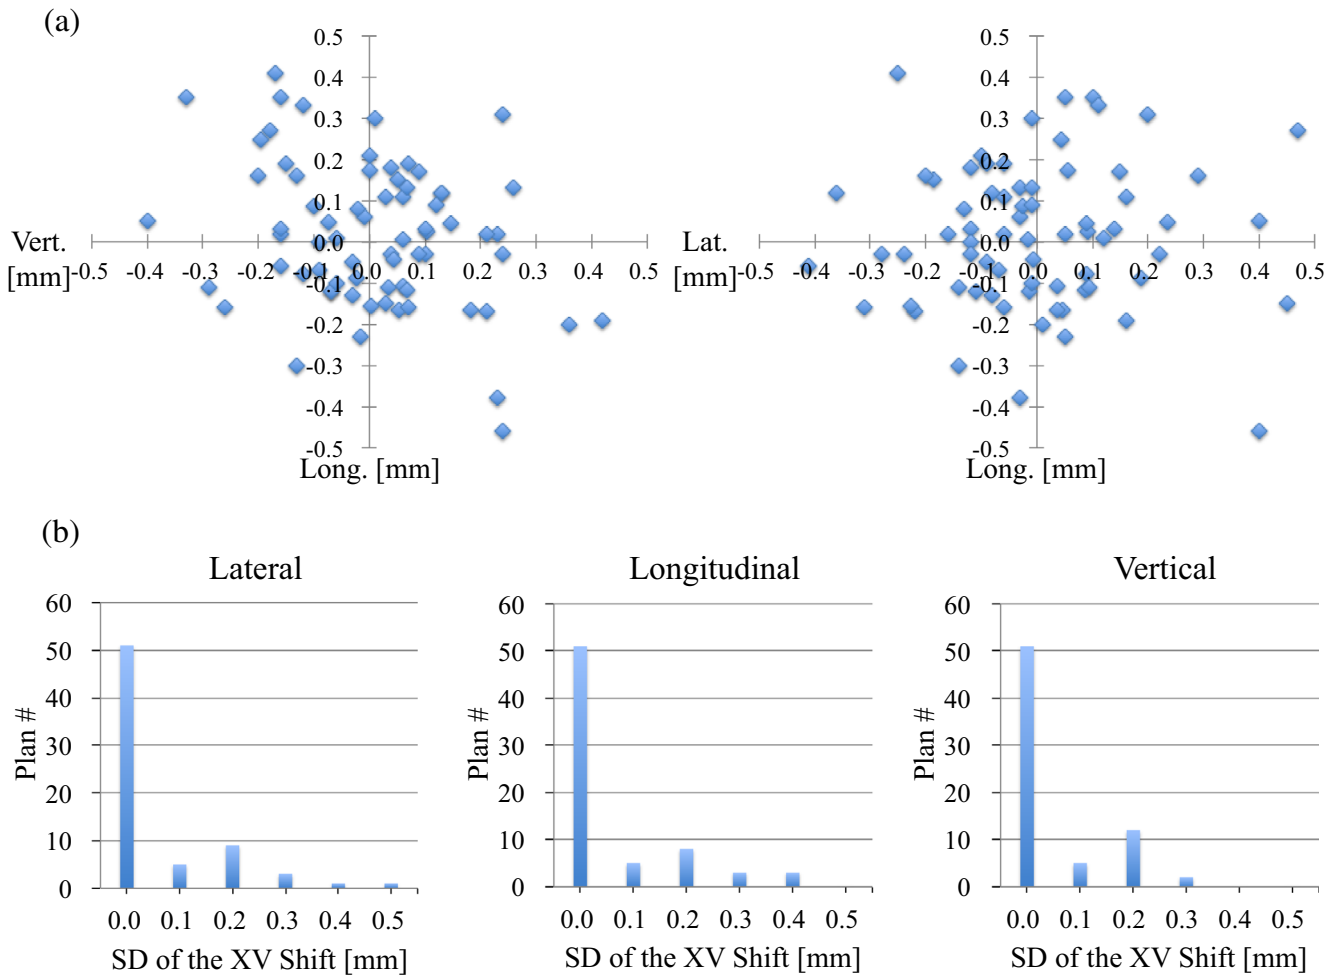 (a)
0.5
0.4
0.3
0.2
0.1
0.0
-0.1
-0.2
-0.3
-0.4
-0.5
Vert.
[mm]
-0.5 -0.4 -0.3 -0.2 -0.1 0.0 0.1 0.2 0.3 0.4 0.5
Long. [mm]
0.5
0.4
0.3
0.2
0.1
0.0
-0.1
-0.2
-0.3
-0.4
-0.5
Lat.
[mm]
-0.5 -0.4 -0.3 -0.2 -0.1 0.0 0.1 0.2 0.3 0.4 0.5
Long. [mm]
(b)
Lateral
60
50
40
30
20
10
0
Plan #
0.0 0.1 0.2 0.3 0.4 0.5
SD of the XV Shift [mm]
Longitudinal
60
50
40
30
20
10
0
Plan #
0.0 0.1 0.2 0.3 0.4 0.5
SD of the XV Shift [mm]
Vertical
60
50
40
30
20
10
0
Plan #
0.0 0.1 0.2 0.3 0.4 0.5
SD of the XV Shift [mm]